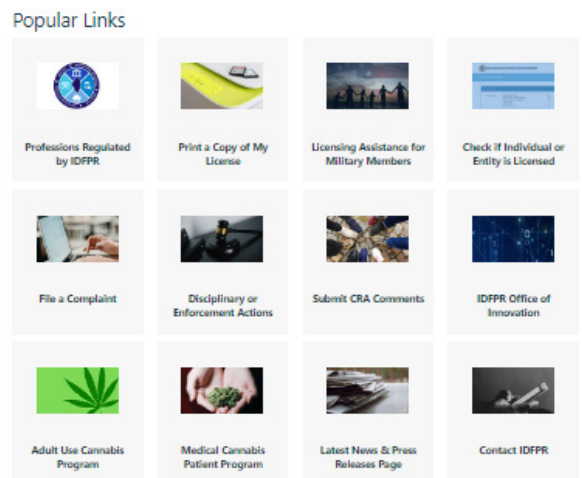 Popular Links
Professions Regulated
by IDFPR
Print a Copy of My
License
Licensing Assistance for
Military Members
Check if Individual or
Entity is Licensed
File a Complaint
Disciplinary or
Enforcement Actions
Submit CRA Comments
IDFPR Office of
Innovation
Adult Use Cannabis
Program
Medical Cannabis
Patient Program
Latest News & Press
Releases Page
Contact IDFPR